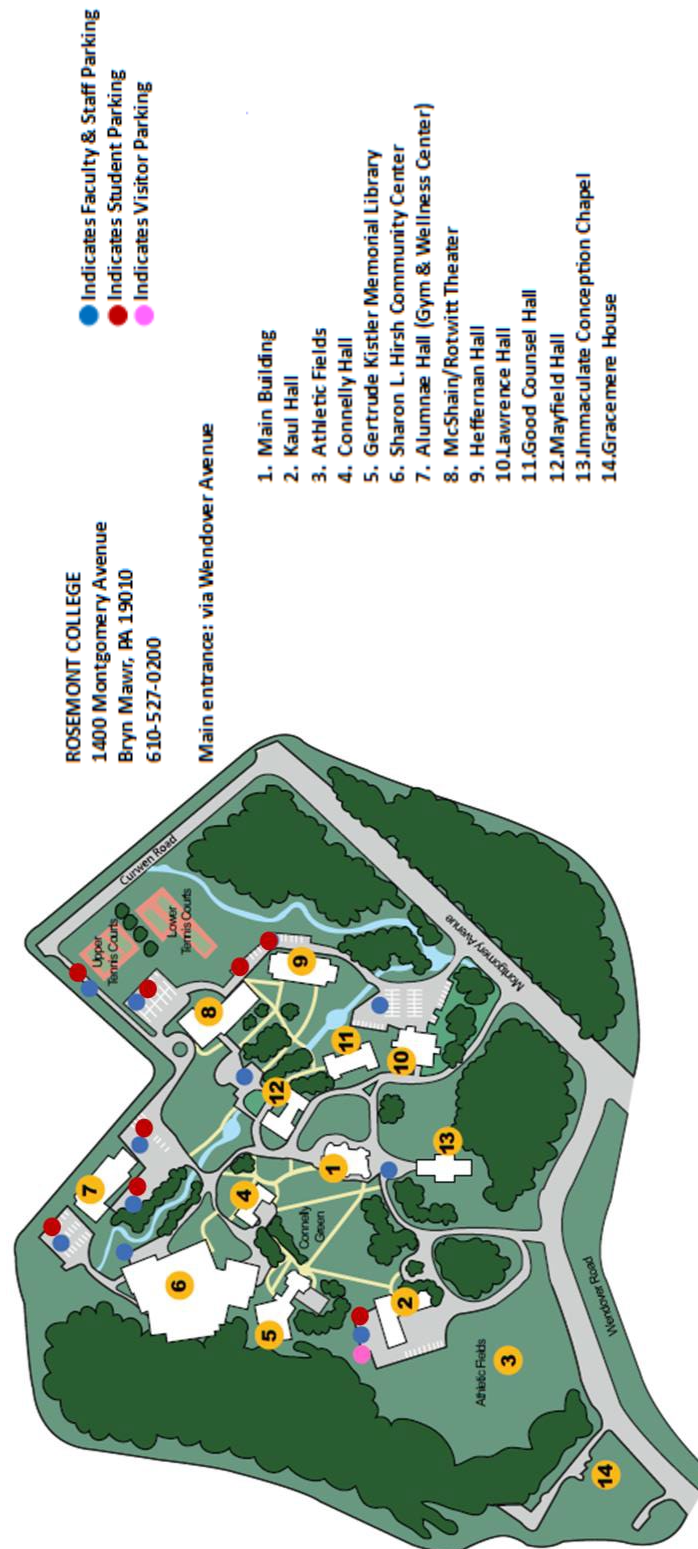 ROSEMONT COLLEGE
1400 Montgomery Avenue
Bryn Mawr, PA 19010
610-527-0200
Main entrance: via Wendover Avenue
Indicates Faculty & Staff Parking
Indicates Student Parking
Indicates Visitor Parking
1. Main Building
2. Kaul Hall
3. Athletic Fields
4. Connelly Hall
5. Gertrude Kistler Memorial Library
6. Sharon L. Hirsh Community Center
7. Alumnae Hall (Gym & Wellness Center)
8. McShain/Rotwitt Theater
9. Heffernan Hall
10.Lawrence Hall
11.Good Counsel Hall
12.Mayfield Hall
13.Immaculate Conception Chapel
14.Gracemere House
Curwen Road
Upper
Tennis Courts
Lower
Tennis Courts
Montgomery Avenue
Connelly
Green
Athletic Fields
Wendover Road
7
8
9
6
12
11
4
10
1
5
13
2
3
14